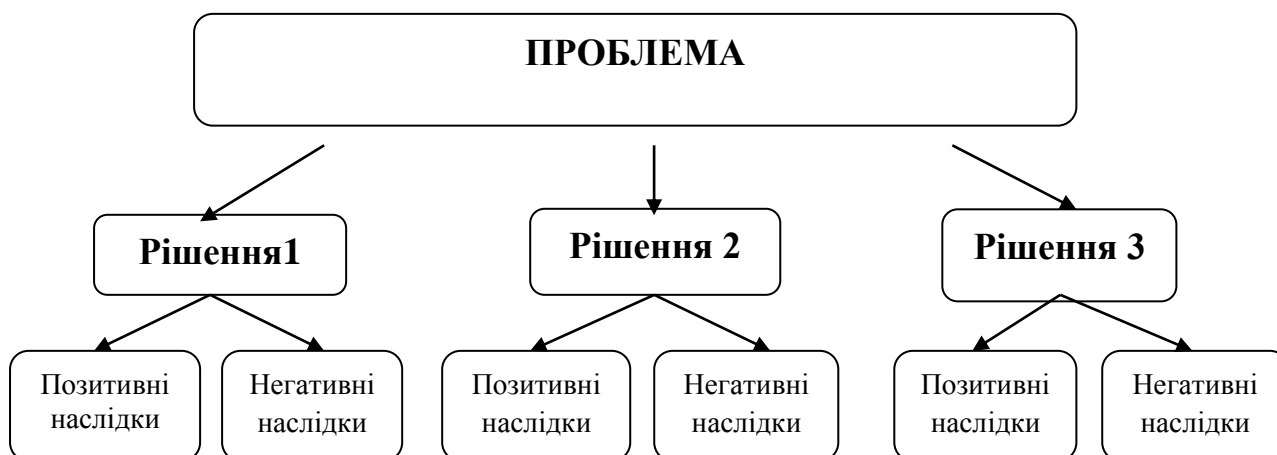 ПРОБЛЕМА
Рішення1
Рішення 2
Рішення 3
Позитивні
наслідки
Негативні
наслідки
Позитивні
наслідки
Негативні
наслідки
Позитивні
наслідки
Негативні
наслідки